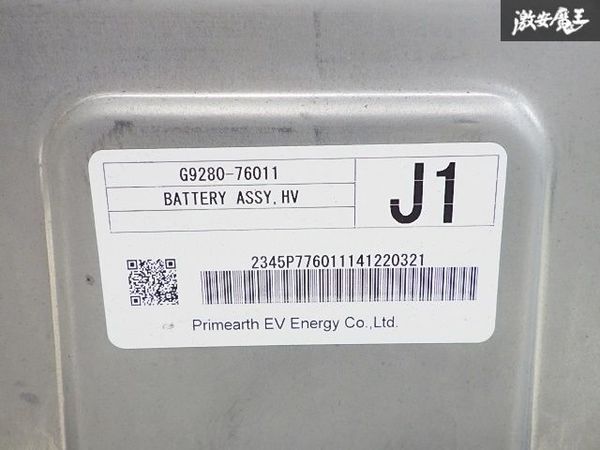 激安魔王
G9280-76011
BATTERY ASSY,HV
J1
2345P776011141220321
Primearth EV Energy Co.,Ltd.